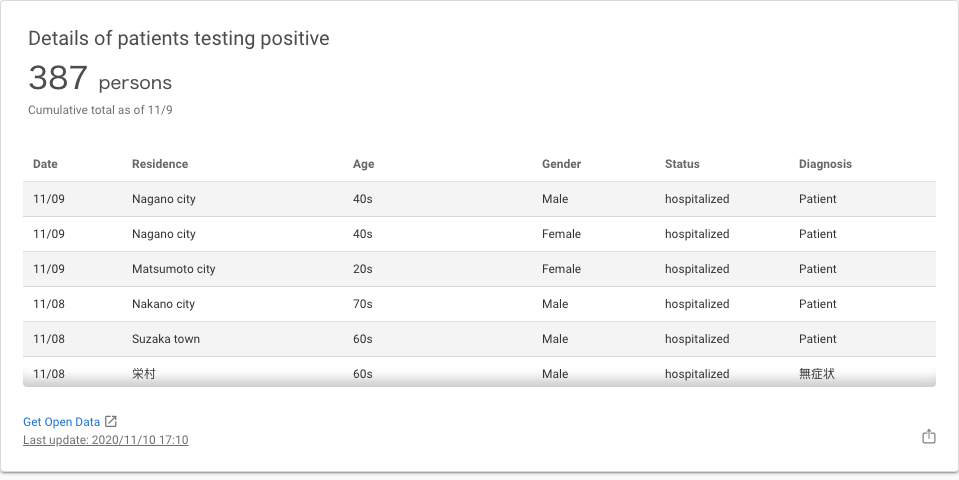 Details of patients testing positive
387 persons
Cumulative total as of 11/9
Date Residence Age Gender Status Diagnosis
11/09 Nagano city 40s Male hospitalized Patient
11/09 Nagano city 40s Female hospitalized Patient
11/09 Matsumoto city 20s Female hospitalized Patient
11/08 Nakano city 70s Male hospitalized Patient
11/08 Suzaka town 60s Male hospitalized Patient
11/08 栄村 60s Male hospitalized 無症状
Get Open Data
Last update: 2020/11/10 17:10